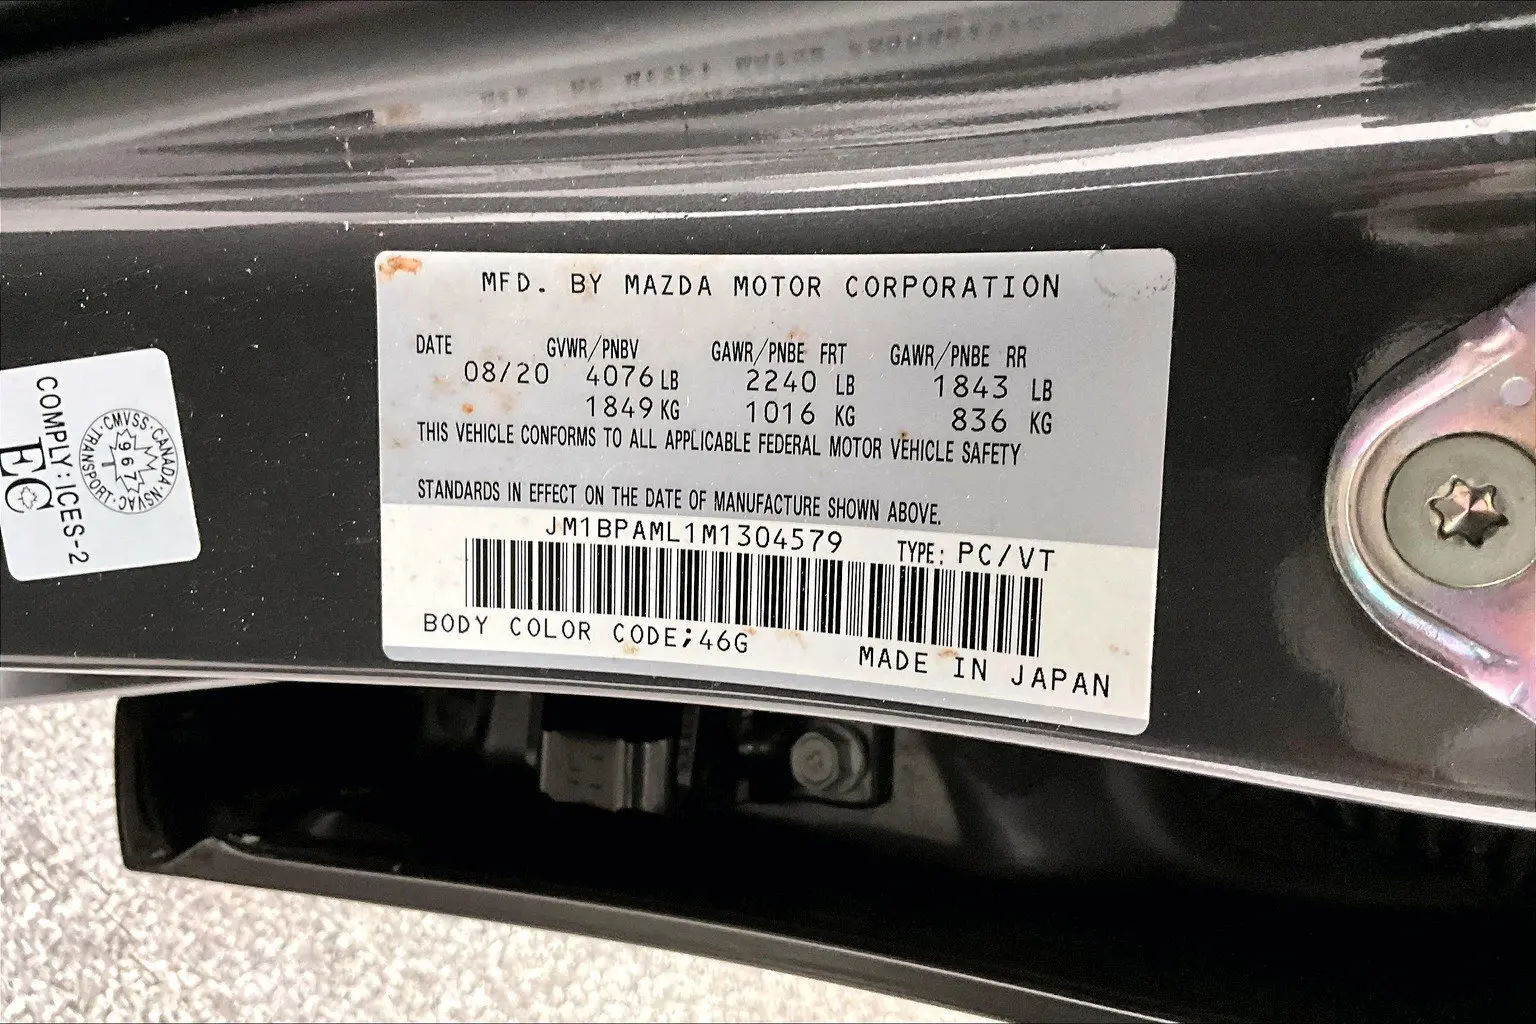 MFD. BY MAZDA MOTOR CORPORATION
DATE GVWR/PNBV GAWR/PNBE FRT GAWR/PNBE RR
08/20 4076 LB 2240 LB 1843 LB
1849 KG 1016 KG 836 KG
THIS VEHICLE CONFORMS TO ALL APPLICABLE FEDERAL MOTOR VEHICLE SAFETY
STANDARDS IN EFFECT ON THE DATE OF MANUFACTURE SHOWN ABOVE.
JM1BPAML1M1304579 TYPE: PC/VT
BODY COLOR CODE;46G
MADE IN JAPAN
COMPLY:ICES-2
CMVSS·CANADA·NSVAC
TRANSPORT
1967
EC